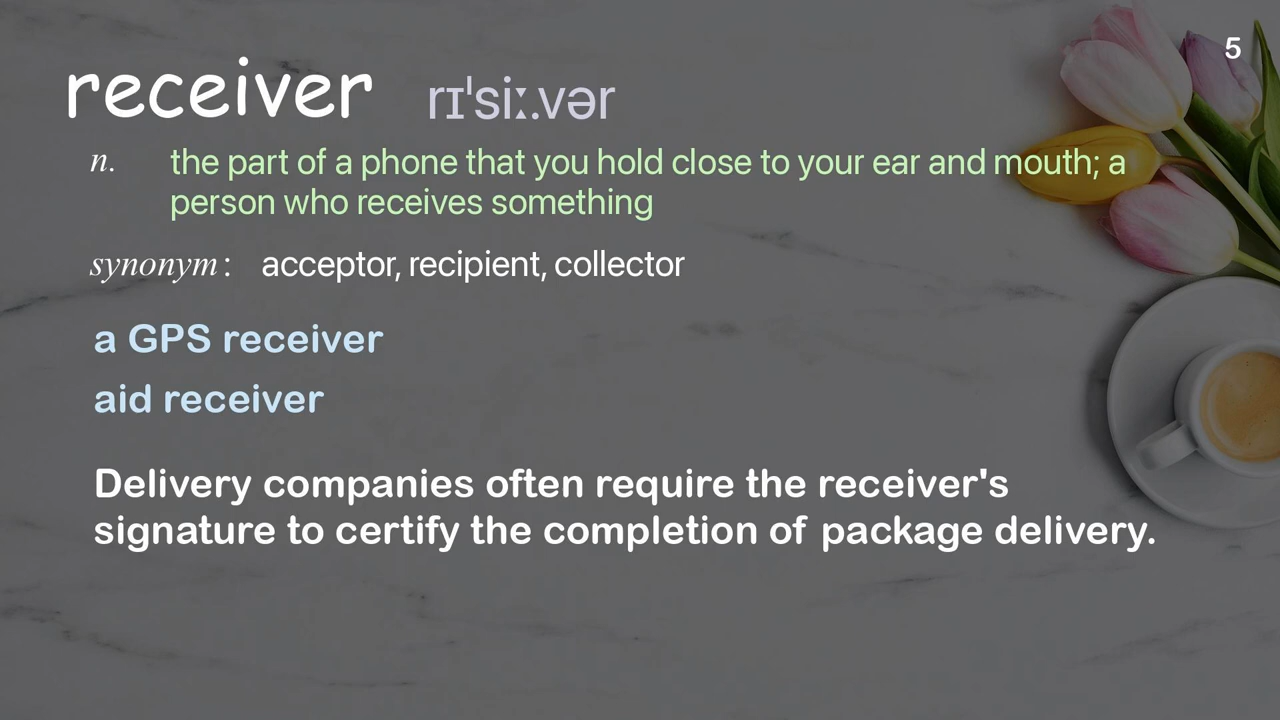 5
receiver rɪˈsiː.vər
n. the part of a phone that you hold close to your ear and mouth; a
person who receives something
synonym : acceptor, recipient, collector
a GPS receiver
aid receiver
Delivery companies often require the receiver's
signature to certify the completion of package delivery.